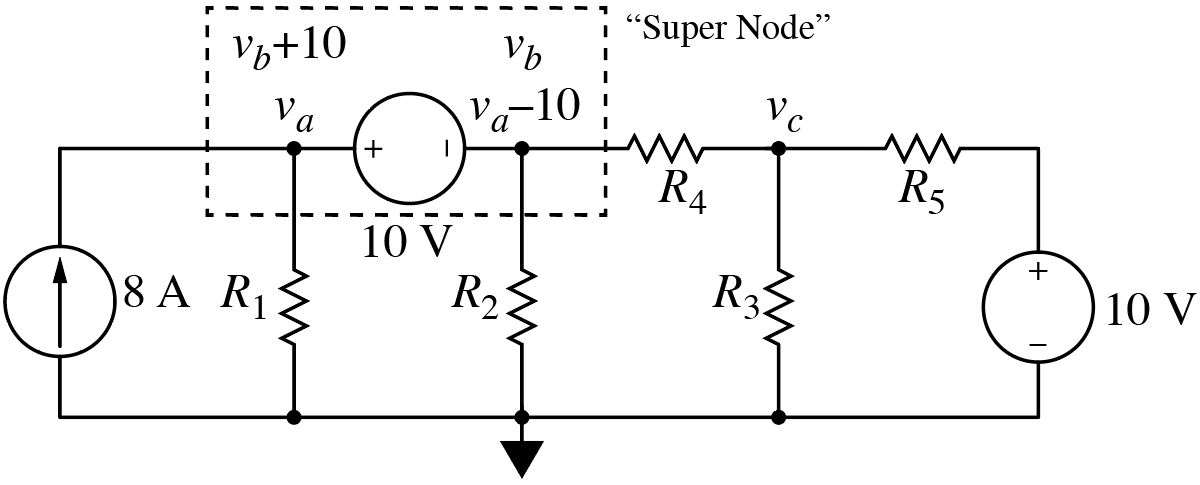 “Super Node”
v_b+10 v_b
v_a v_a−10 v_c
+ −
R_4 R_5
10 V
8 A R_1 R_2 R_3 + 10 V
−